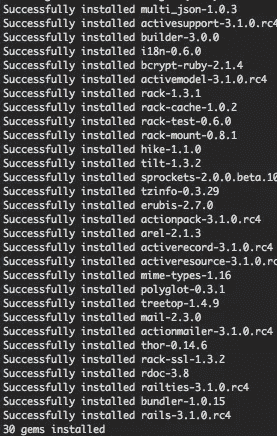 Successfully installed multi_json-1.0.3
Successfully installed activesupport-3.1.0.rc4
Successfully installed builder-3.0.0
Successfully installed i18n-0.6.0
Successfully installed bcrypt-ruby-2.1.4
Successfully installed activemodel-3.1.0.rc4
Successfully installed rack-1.3.1
Successfully installed rack-cache-1.0.2
Successfully installed rack-test-0.6.0
Successfully installed rack-mount-0.8.1
Successfully installed hike-1.1.0
Successfully installed tilt-1.3.2
Successfully installed sprockets-2.0.0.beta.10
Successfully installed tzinfo-0.3.29
Successfully installed erubis-2.7.0
Successfully installed actionpack-3.1.0.rc4
Successfully installed arel-2.1.3
Successfully installed activerecord-3.1.0.rc4
Successfully installed activeresource-3.1.0.rc4
Successfully installed mime-types-1.16
Successfully installed polyglot-0.3.1
Successfully installed treetop-1.4.9
Successfully installed mail-2.3.0
Successfully installed actionmailer-3.1.0.rc4
Successfully installed thor-0.14.6
Successfully installed rack-ssl-1.3.2
Successfully installed rdoc-3.8
Successfully installed railties-3.1.0.rc4
Successfully installed bundler-1.0.15
Successfully installed rails-3.1.0.rc4
30 gems installed